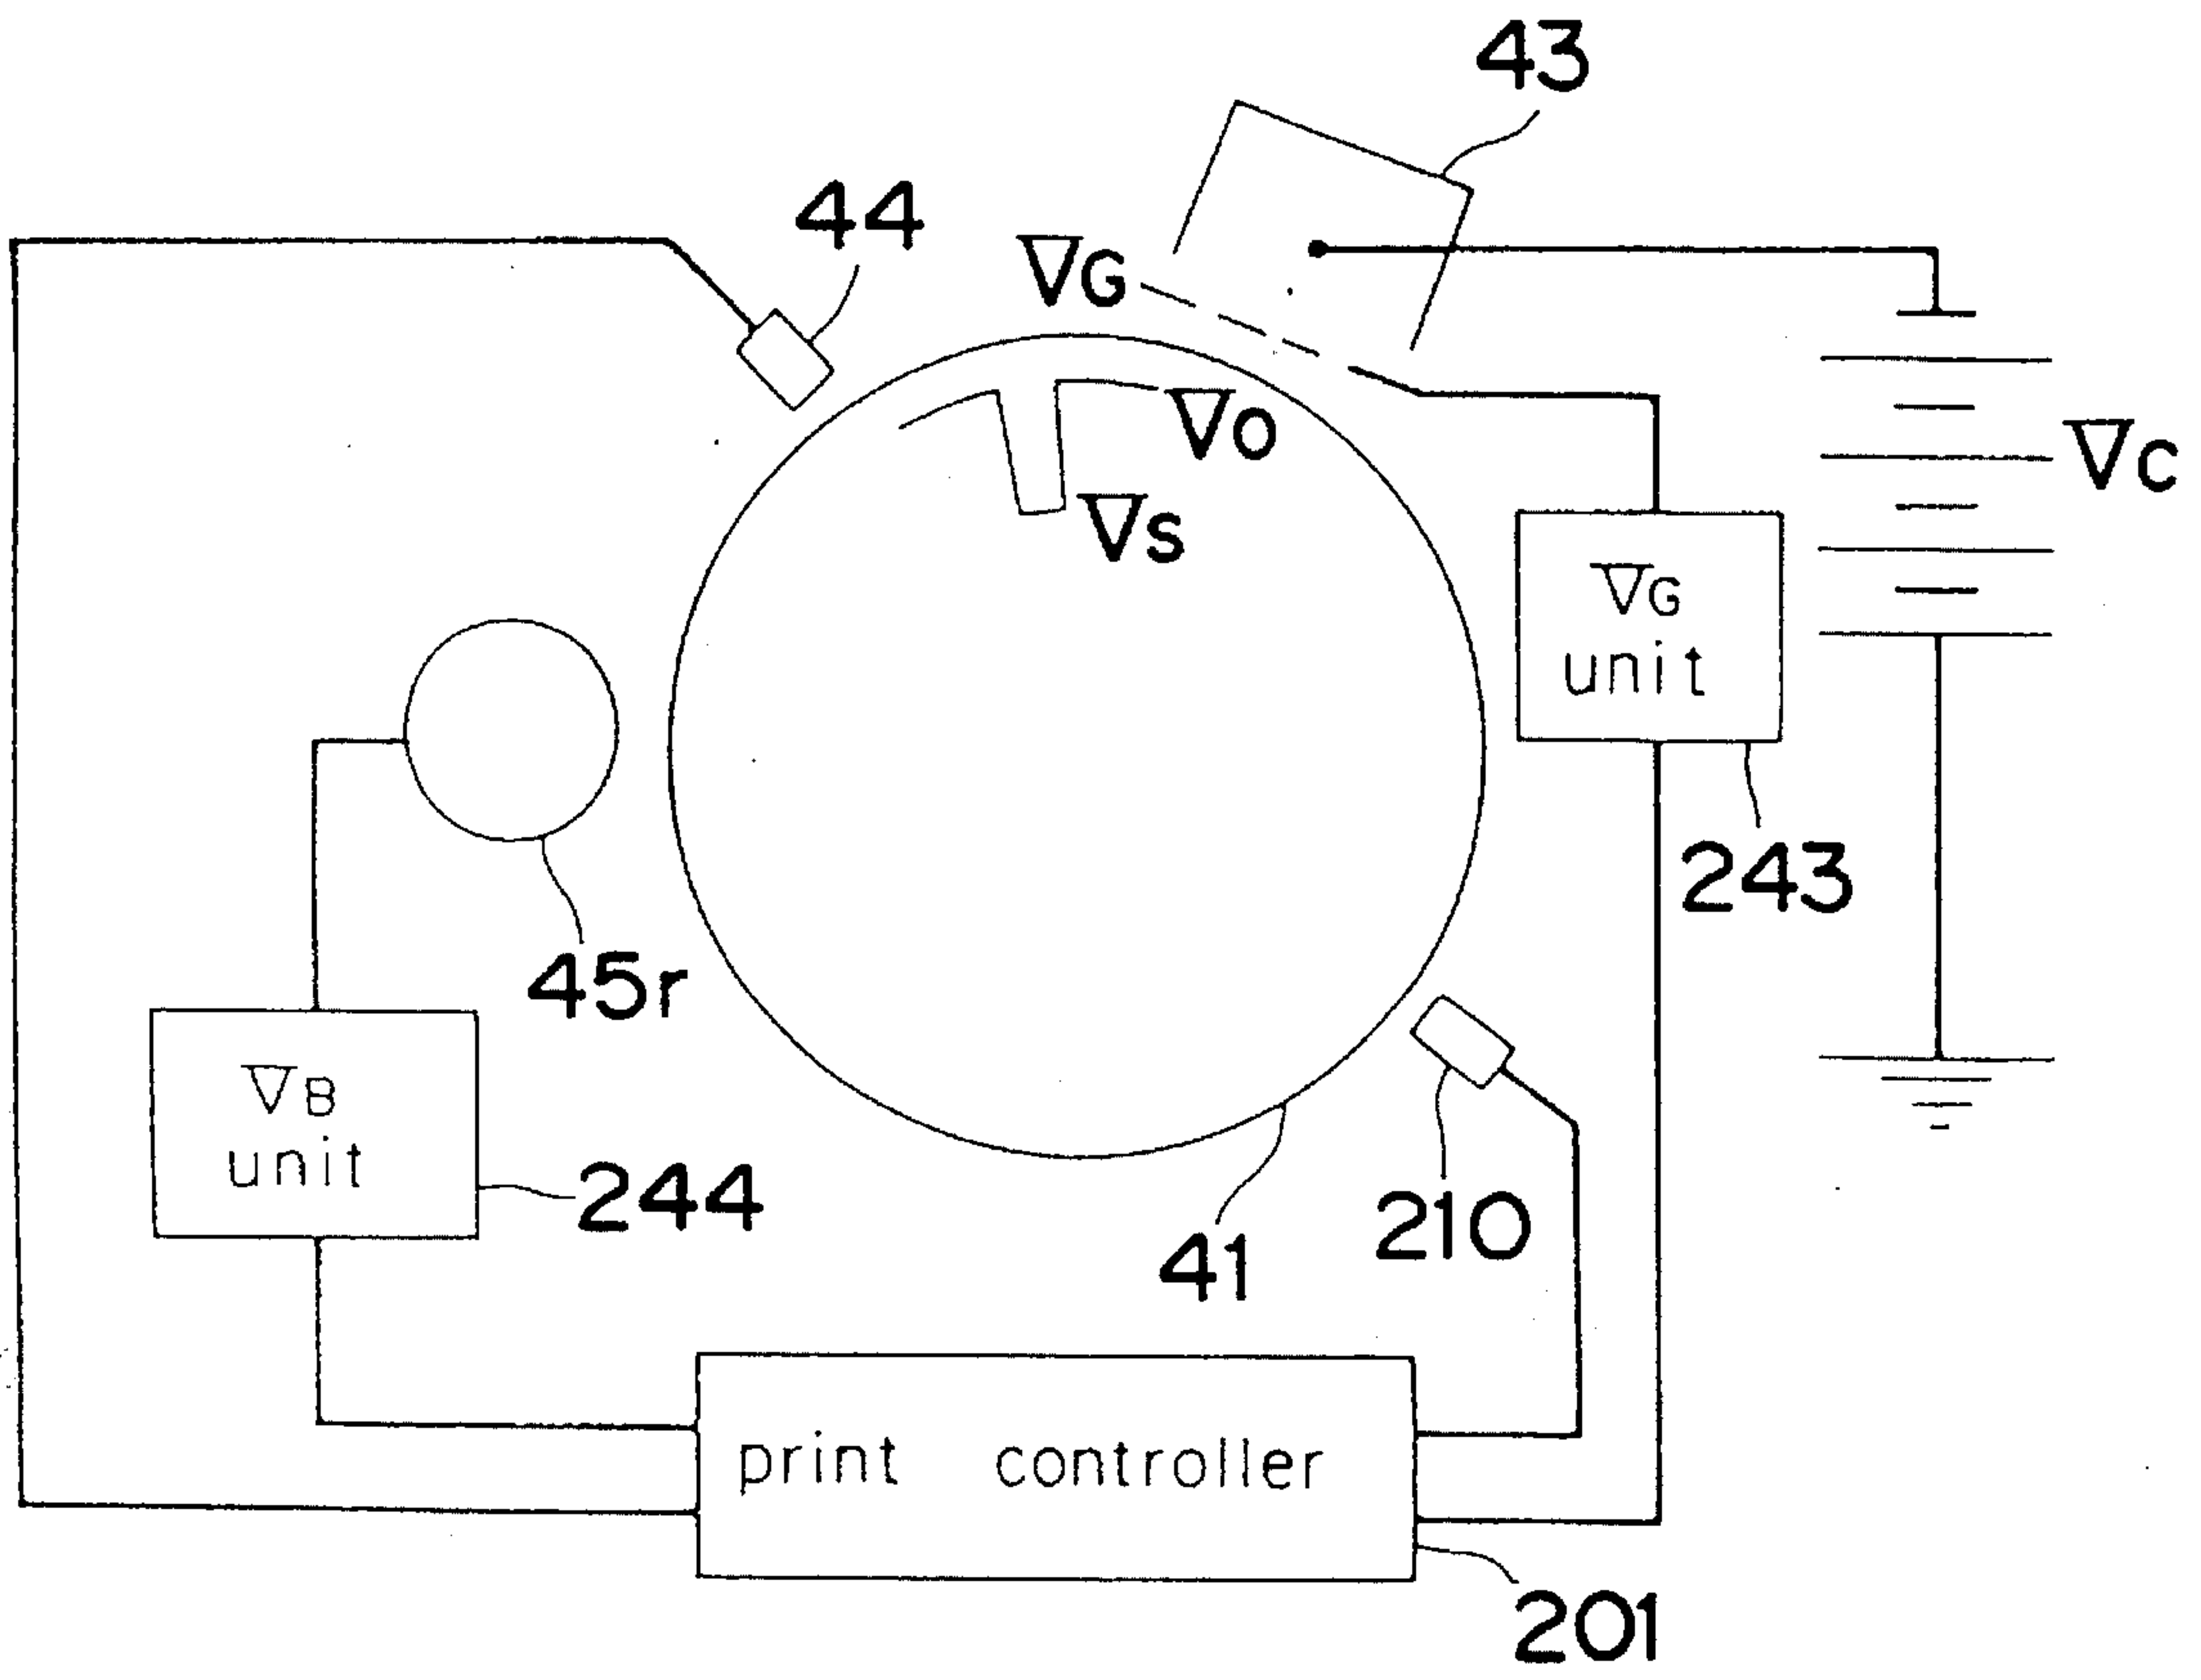 43
44
VG
VO
VS
VC
VG
unit
243
45r
VB
unit
244
210
41
print controller
201